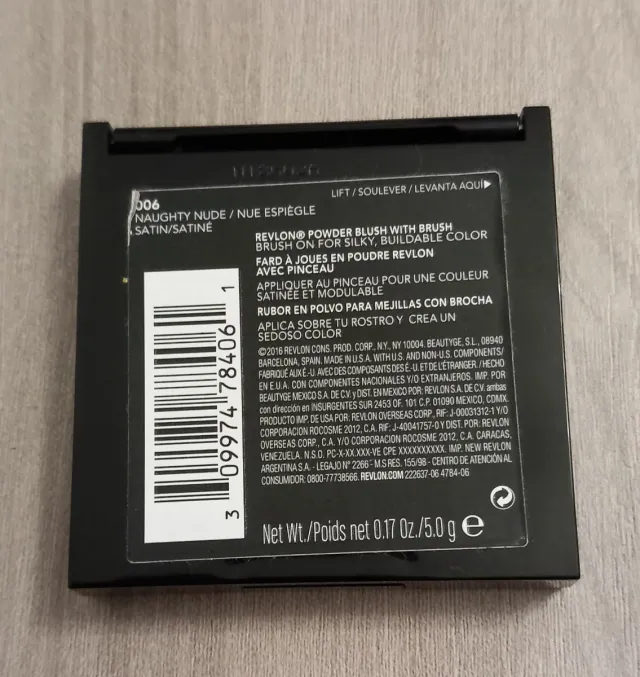 LIFT / SOULEVER / LEVANTA AQUÍ
006
NAUGHTY NUDE / NUE ESPIÈGLE
SATIN/SATINÉ
REVLON® POWDER BLUSH WITH BRUSH
BRUSH ON FOR SILKY, BUILDABLE COLOR
FARD À JOUES EN POUDRE REVLON
AVEC PINCEAU
APPLIQUER AU PINCEAU POUR UNE COULEUR
SATINÉE ET MODULABLE
RUBOR EN POLVO PARA MEJILLAS CON BROCHA
APLICA SOBRE TU ROSTRO Y CREA UN
SEDOSO COLOR
©2016 REVLON CONS. PROD. CORP., N.Y., NY 10004. BEAUTYGE, S.L., 08940
BARCELONA, SPAIN. MADE IN U.S.A. WITH U.S. AND NON-U.S. COMPONENTS/
FABRIQUÉ AUX É.-U. AVEC DES COMPOSANTS DES É.-U. ET DE L'ÉTRANGER. / HECHO
EN E.U.A. CON COMPONENTES NACIONALES Y/O EXTRANJEROS. IMP. POR
BEAUTYGE MEXICO S.A. DE C.V. y DIST. EN MEXICO POR: REVLON S.A. DE C.V. ambas
con dirección en INSURGENTES SUR 2453 OF. 101 C.P. 01090 MEXICO, CDMX.
PRODUCTO IMP. DE USA POR: REVLON OVERSEAS CORP., RIF: J-00031312-1 Y/O
CORPORACION ROCOSME 2012, C.A. RIF: J-40041757-0 Y DIST. POR: REVLON
OVERSEAS CORP., C.A. Y/O CORPORACION ROCOSME 2012, C.A. CARACAS,
VENEZUELA. N.S.O. PC-X-XX.XXX-VE CPE XXXXXXXXXX. IMP. NEW REVLON
ARGENTINA S.A. - LEGAJO Nº 2266 - M.S RES. 155/98 - CENTRO DE ATENCIÓN AL
CONSUMIDOR: 0800-77738566. REVLON.COM 222637-06 4784-06
3 09974 78406 1
Net Wt./Poids net 0.17 Oz./5.0 g ℮